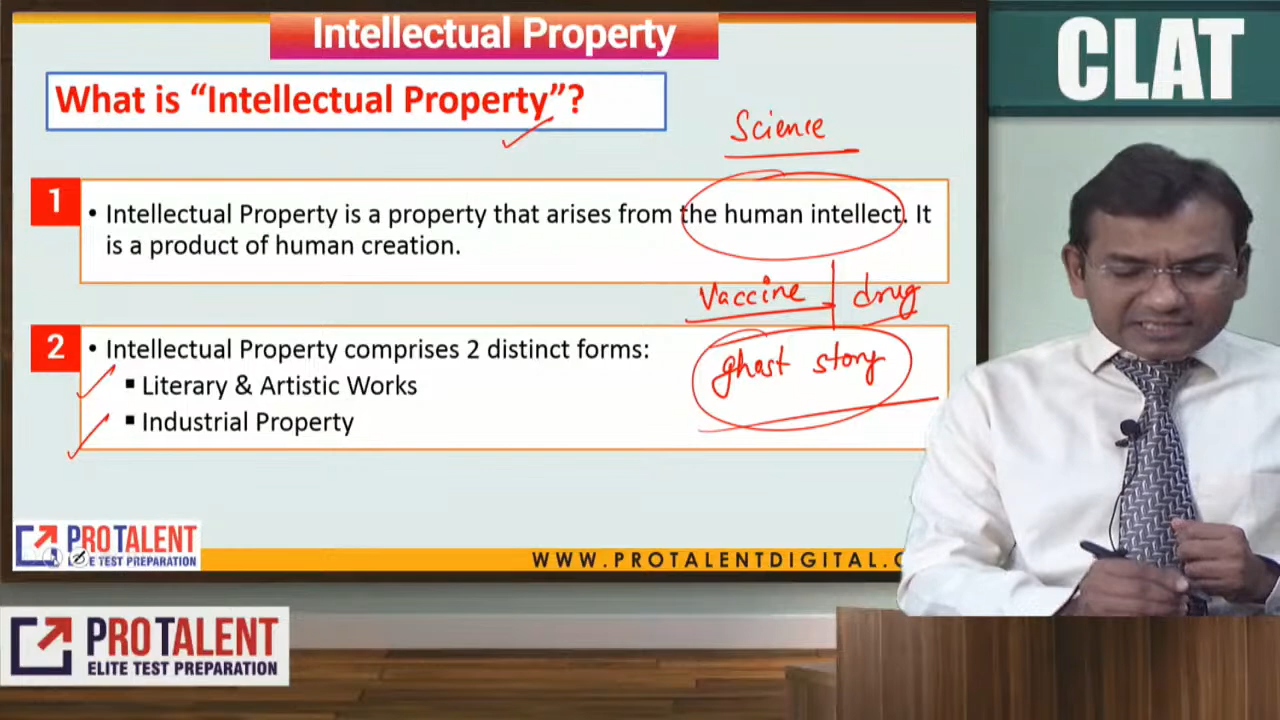 Intellectual Property
CLAT
What is “Intellectual Property”?
Science
1
• Intellectual Property is a property that arises from the human intellect. It
is a product of human creation.
Vaccine drug
2
• Intellectual Property comprises 2 distinct forms:
ghost story
▪ Literary & Artistic Works
▪ Industrial Property
PROTALENT
ELITE TEST PREPARATION
WWW.PROTALENTDIGITAL.C
PROTALENT
ELITE TEST PREPARATION